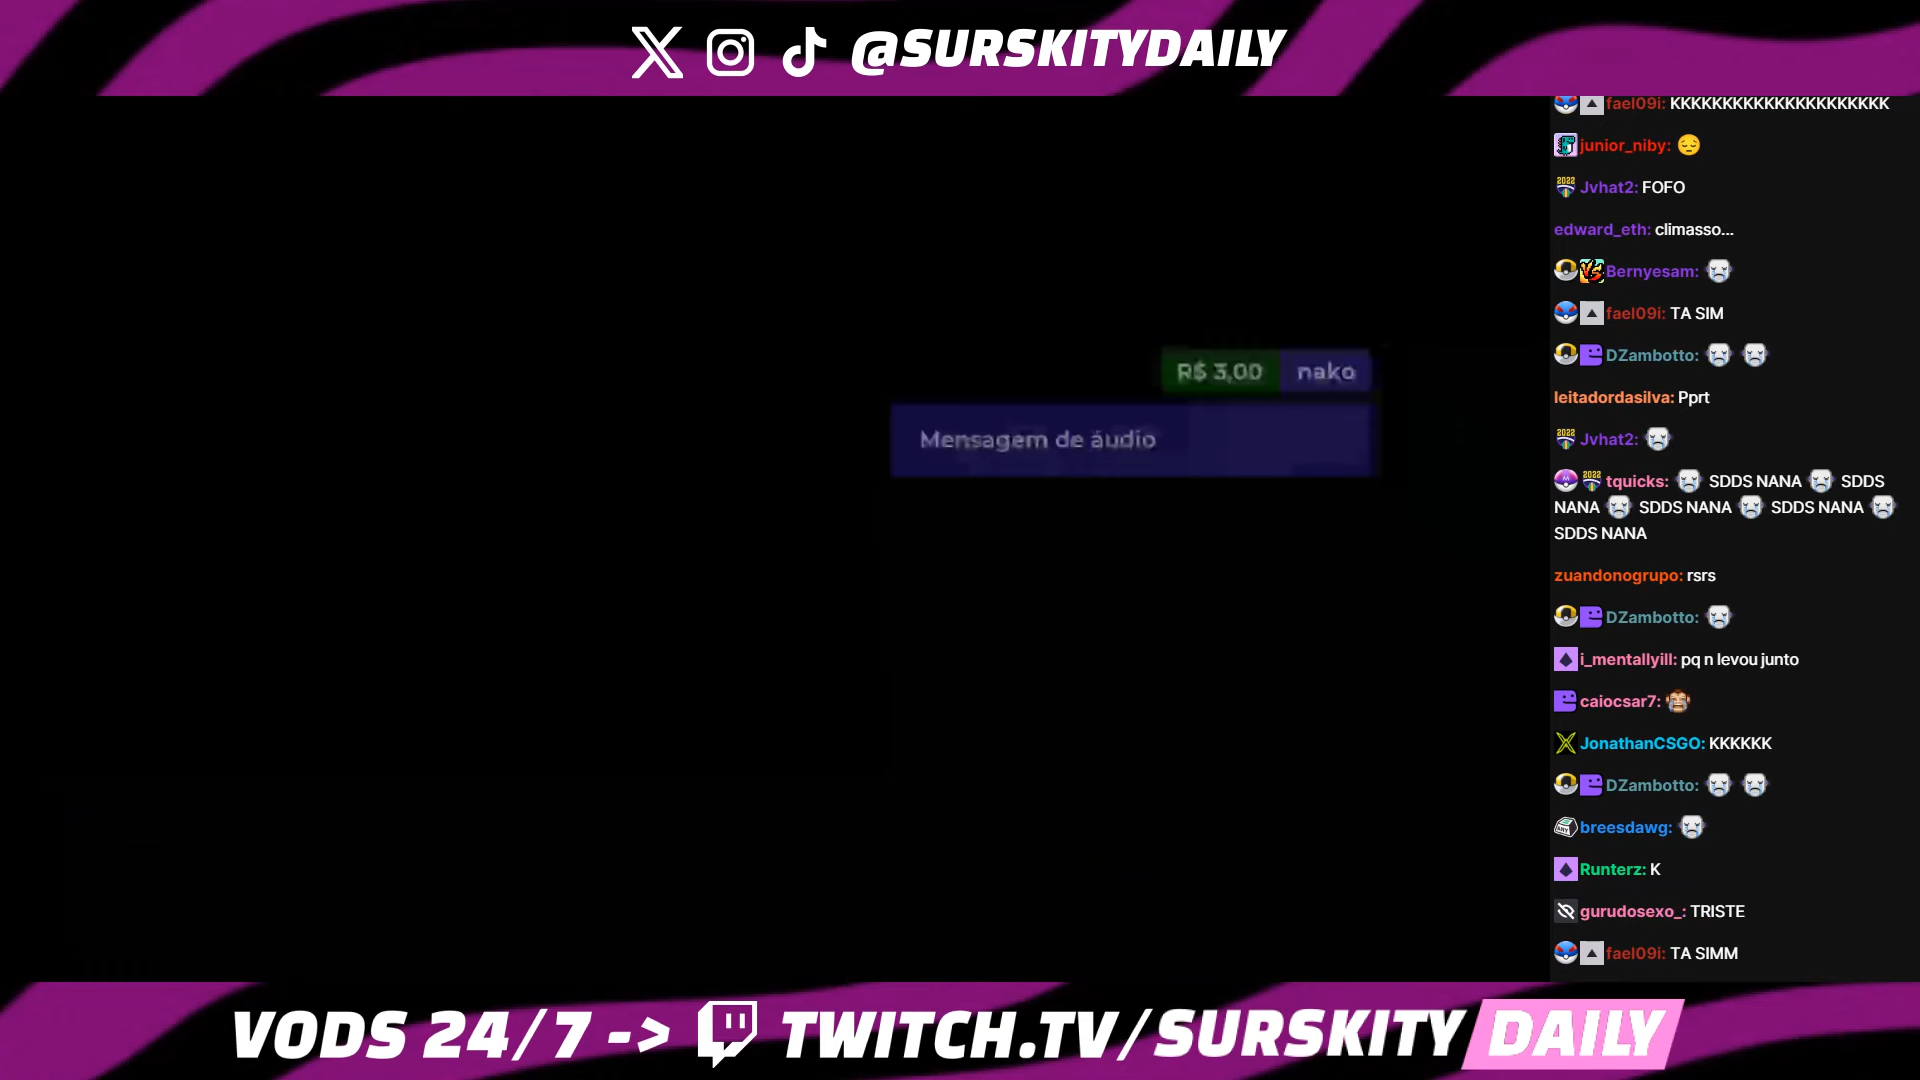 @SURSKITYDAILY
fael09i: KKKKKKKKKKKKKKKKKKKKK
junior_niby: 😔
Jvhat2: FOFO
edward_eth: climasso...
Bernyesam:
fael09i: TA SIM
DZambotto:
leitadordasilva: Pprt
Jvhat2:
tquicks: SDDS NANA SDDS
NANA SDDS NANA SDDS NANA
SDDS NANA
zuandonogrupo: rsrs
DZambotto:
i_mentallyill: pq n levou junto
caiocsar7:
JonathanCSGO: KKKKKK
DZambotto:
breesdawg:
Runterz: K
gurudosexo_: TRISTE
fael09i: TA SIMM
R$ 3,00 nako
Mensagem de áudio
VODS 24/7 -> TWITCH.TV/SURSKITY DAILY